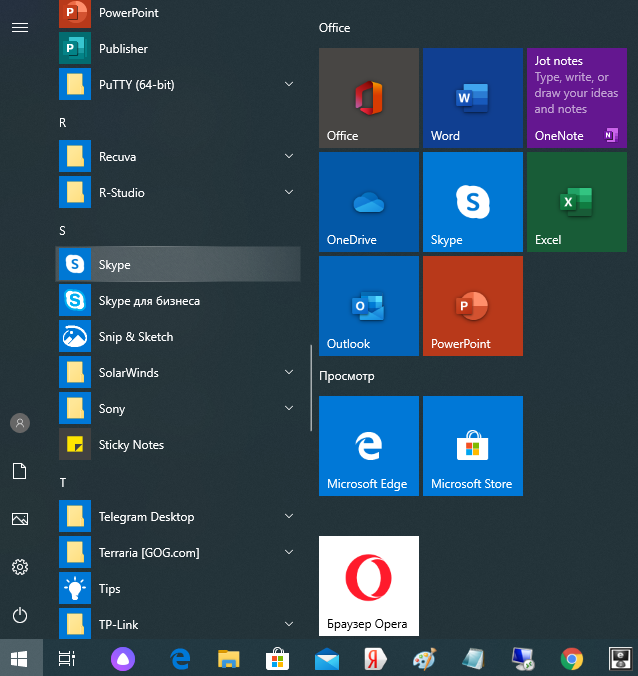 PowerPoint
Publisher
PuTTY (64-bit)
R
Recuva
R-Studio
S
Skype
Skype для бизнеса
Snip & Sketch
SolarWinds
Sony
Sticky Notes
T
Telegram Desktop
Terraria [GOG.com]
Tips
TP-Link
Office
Office
Word
Jot notes
Type, write, or
draw your ideas
and notes
OneNote
OneDrive
Skype
Excel
Outlook
PowerPoint
Просмотр
Microsoft Edge
Microsoft Store
Браузер Opera